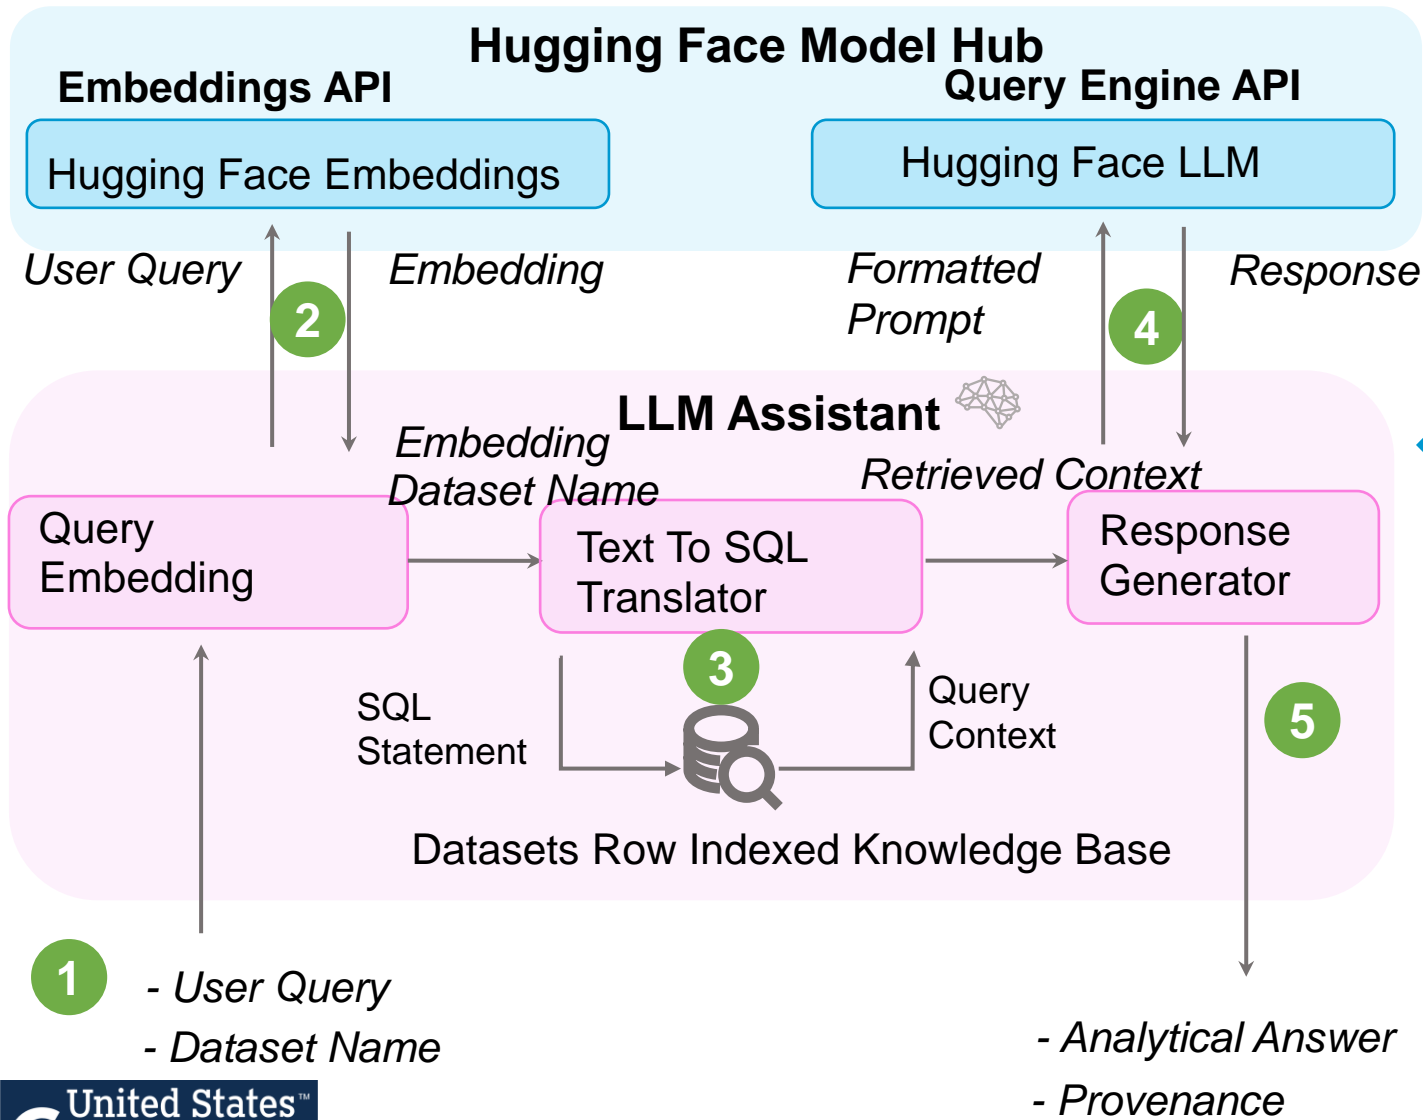 Hugging Face Model Hub
Embeddings API
Query Engine API
Hugging Face Embeddings
Hugging Face LLM
User Query
Embedding
Formatted
Prompt
Response
2
4
LLM Assistant
Embedding
Dataset Name
Retrieved Context
Query
Embedding
Text To SQL
Translator
Response
Generator
3
SQL
Statement
Query
Context
5
Datasets Row Indexed Knowledge Base
1
- User Query
- Dataset Name
- Analytical Answer
- Provenance
United States™